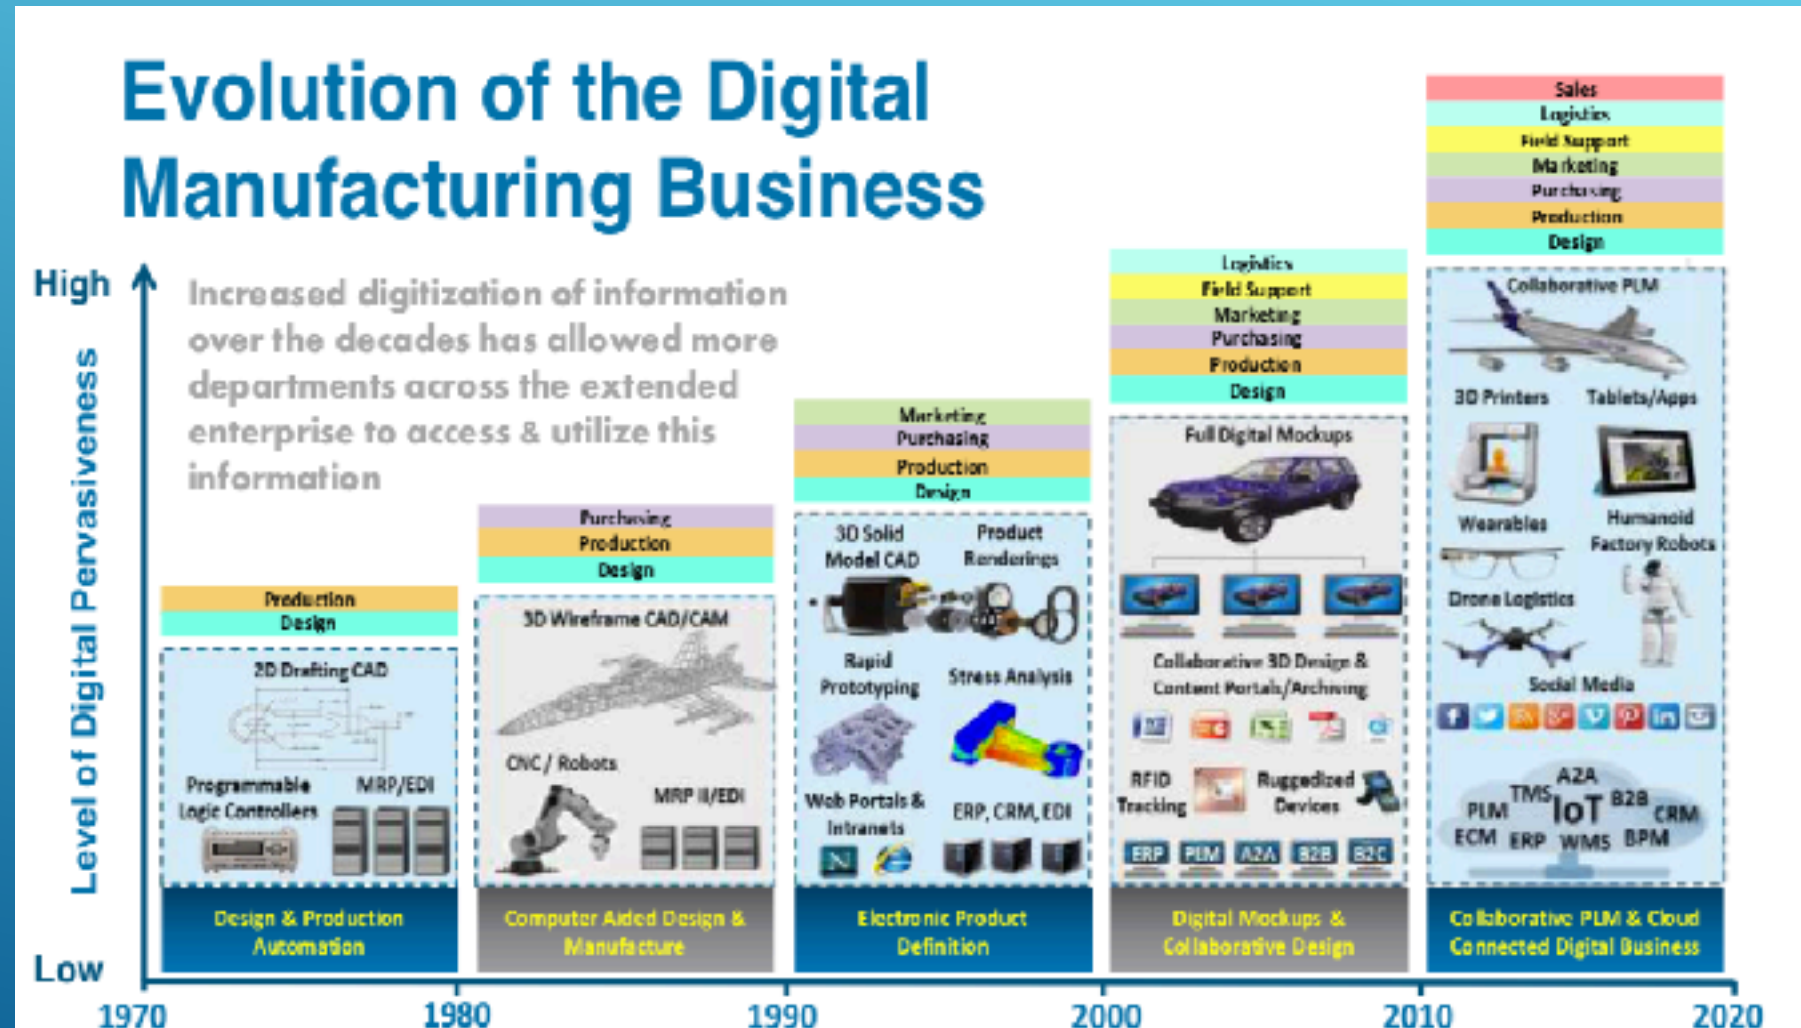 Evolution of the Digital
Manufacturing Business
High
Increased digitization of information
over the decades has allowed more
departments across the extended
enterprise to access & utilize this
information
Level of Digital Pervasiveness
Low
Production
Design
2D Drafting CAD
Programmable
Logic Controllers
MRP/EDI
Design & Production
Automation
Purchasing
Production
Design
3D Wireframe CAD/CAM
CNC / Robots
MRP II/EDI
Computer Aided Design &
Manufacture
Marketing
Purchasing
Production
Design
3D Solid
Model CAD
Product
Renderings
Rapid
Prototyping
Stress Analysis
Web Portals &
Intranets
N
ERP, CRM, EDI
Electronic Product
Definition
Logistics
Field Support
Marketing
Purchasing
Production
Design
Full Digital Mockups
Collaborative 3D Design &
Content Portals/Archiving
RFID
Tracking
Ruggedized
Devices
ERP PLM A2A B2B B2C
Digital Mockups &
Collaborative Design
Sales
Logistics
Field Support
Marketing
Purchasing
Production
Design
Collaborative PLM
3D Printers
Tablets/Apps
Wearables
Humanoid
Factory Robots
Drone Logistics
Social Media
A2A
TMS
B2B
PLM
IoT
CRM
ECM
ERP
WMS
BPM
Collaborative PLM & Cloud
Connected Digital Business
1970 1980 1990 2000 2010 2020